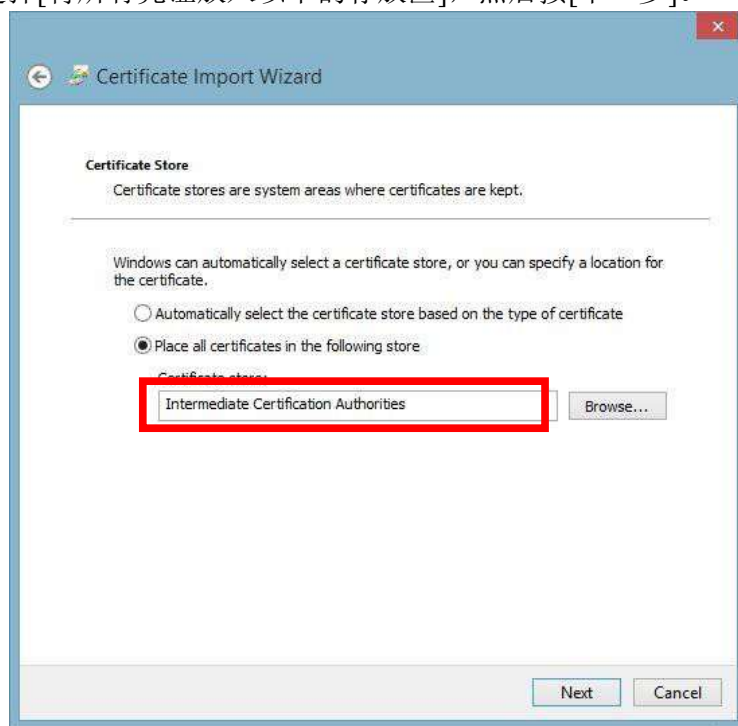 Certificate Import Wizard
Certificate Store
Certificate stores are system areas where certificates are kept.
Windows can automatically select a certificate store, or you can specify a location for
the certificate.
Automatically select the certificate store based on the type of certificate
Place all certificates in the following store
Certificate store:
Intermediate Certification Authorities
Browse...
Next
Cancel